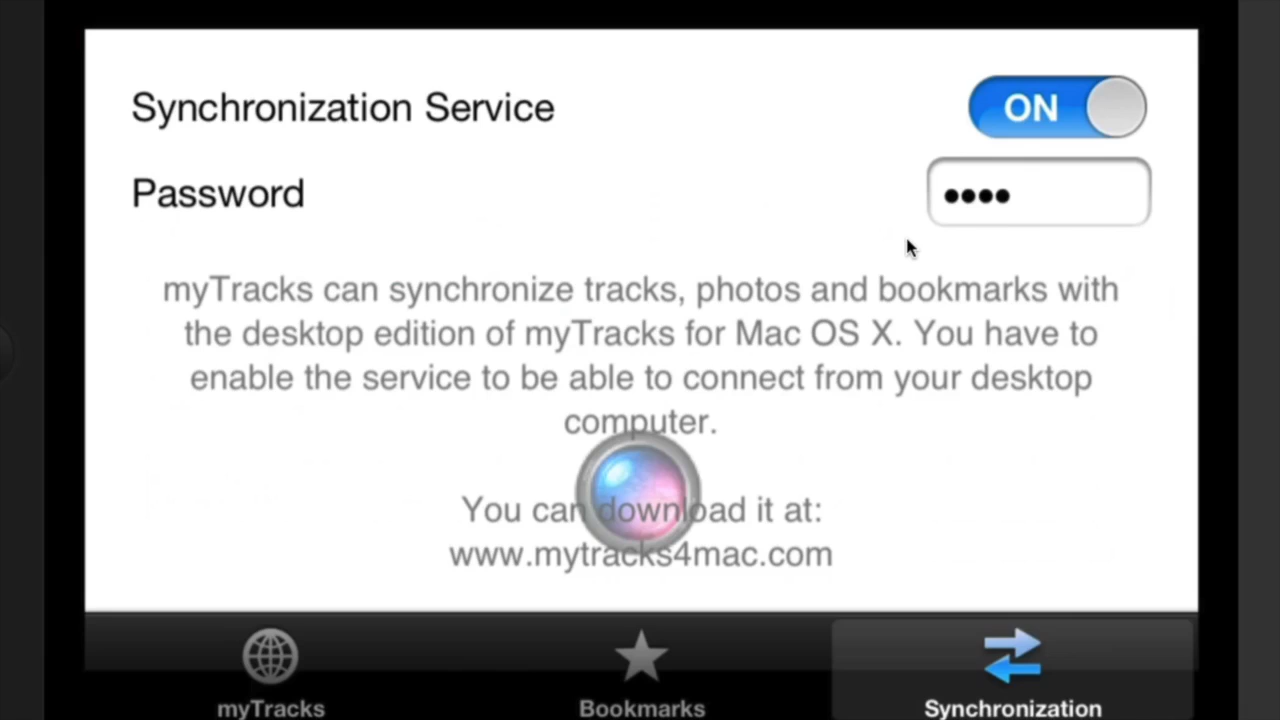 Synchronization Service
ON
Password
myTracks can synchronize tracks, photos and bookmarks with
the desktop edition of myTracks for Mac OS X. You have to
enable the service to be able to connect from your desktop
computer.
You can download it at:
www.mytracks4mac.com
myTracks
Bookmarks
Synchronization